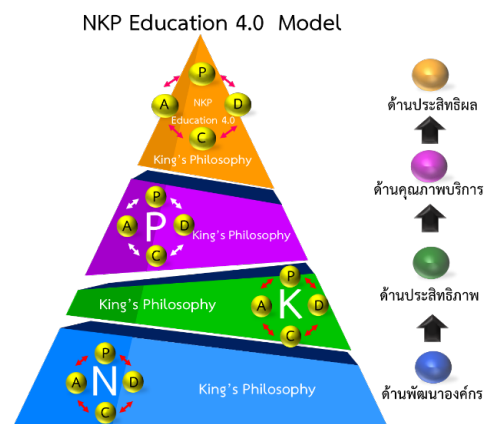 NKP Education 4.0 Model
P
A
D
NKP
Education 4.0
C
King's Philosophy
P
A
P
D
King's Philosophy
C
P
King's Philosophy
A
K
D
C
P
A
N
D
King's Philosophy
C
ด้านประสิทธิผล
ด้านคุณภาพบริการ
ด้านประสิทธิภาพ
ด้านพัฒนาองค์กร